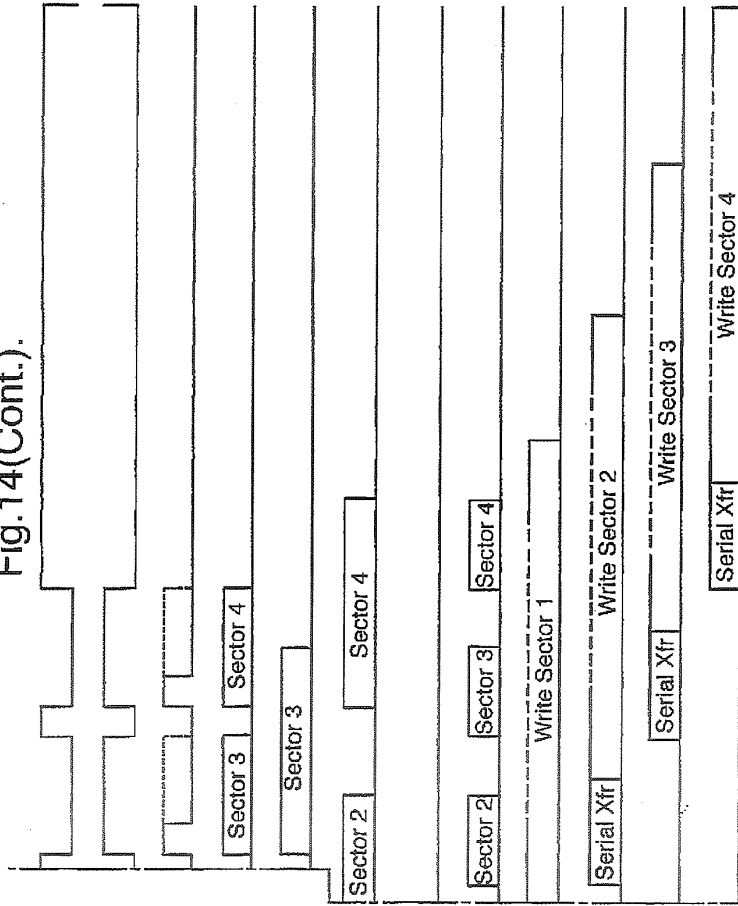 Fig.14(Cont.).
Sector 3
Sector 4
Sector 3
Sector 2
Sector 4
Sector 2
Sector 3
Sector 4
Write Sector 1
Serial Xfr
Write Sector 2
Serial Xfr
Write Sector 3
Serial Xfr
Write Sector 4